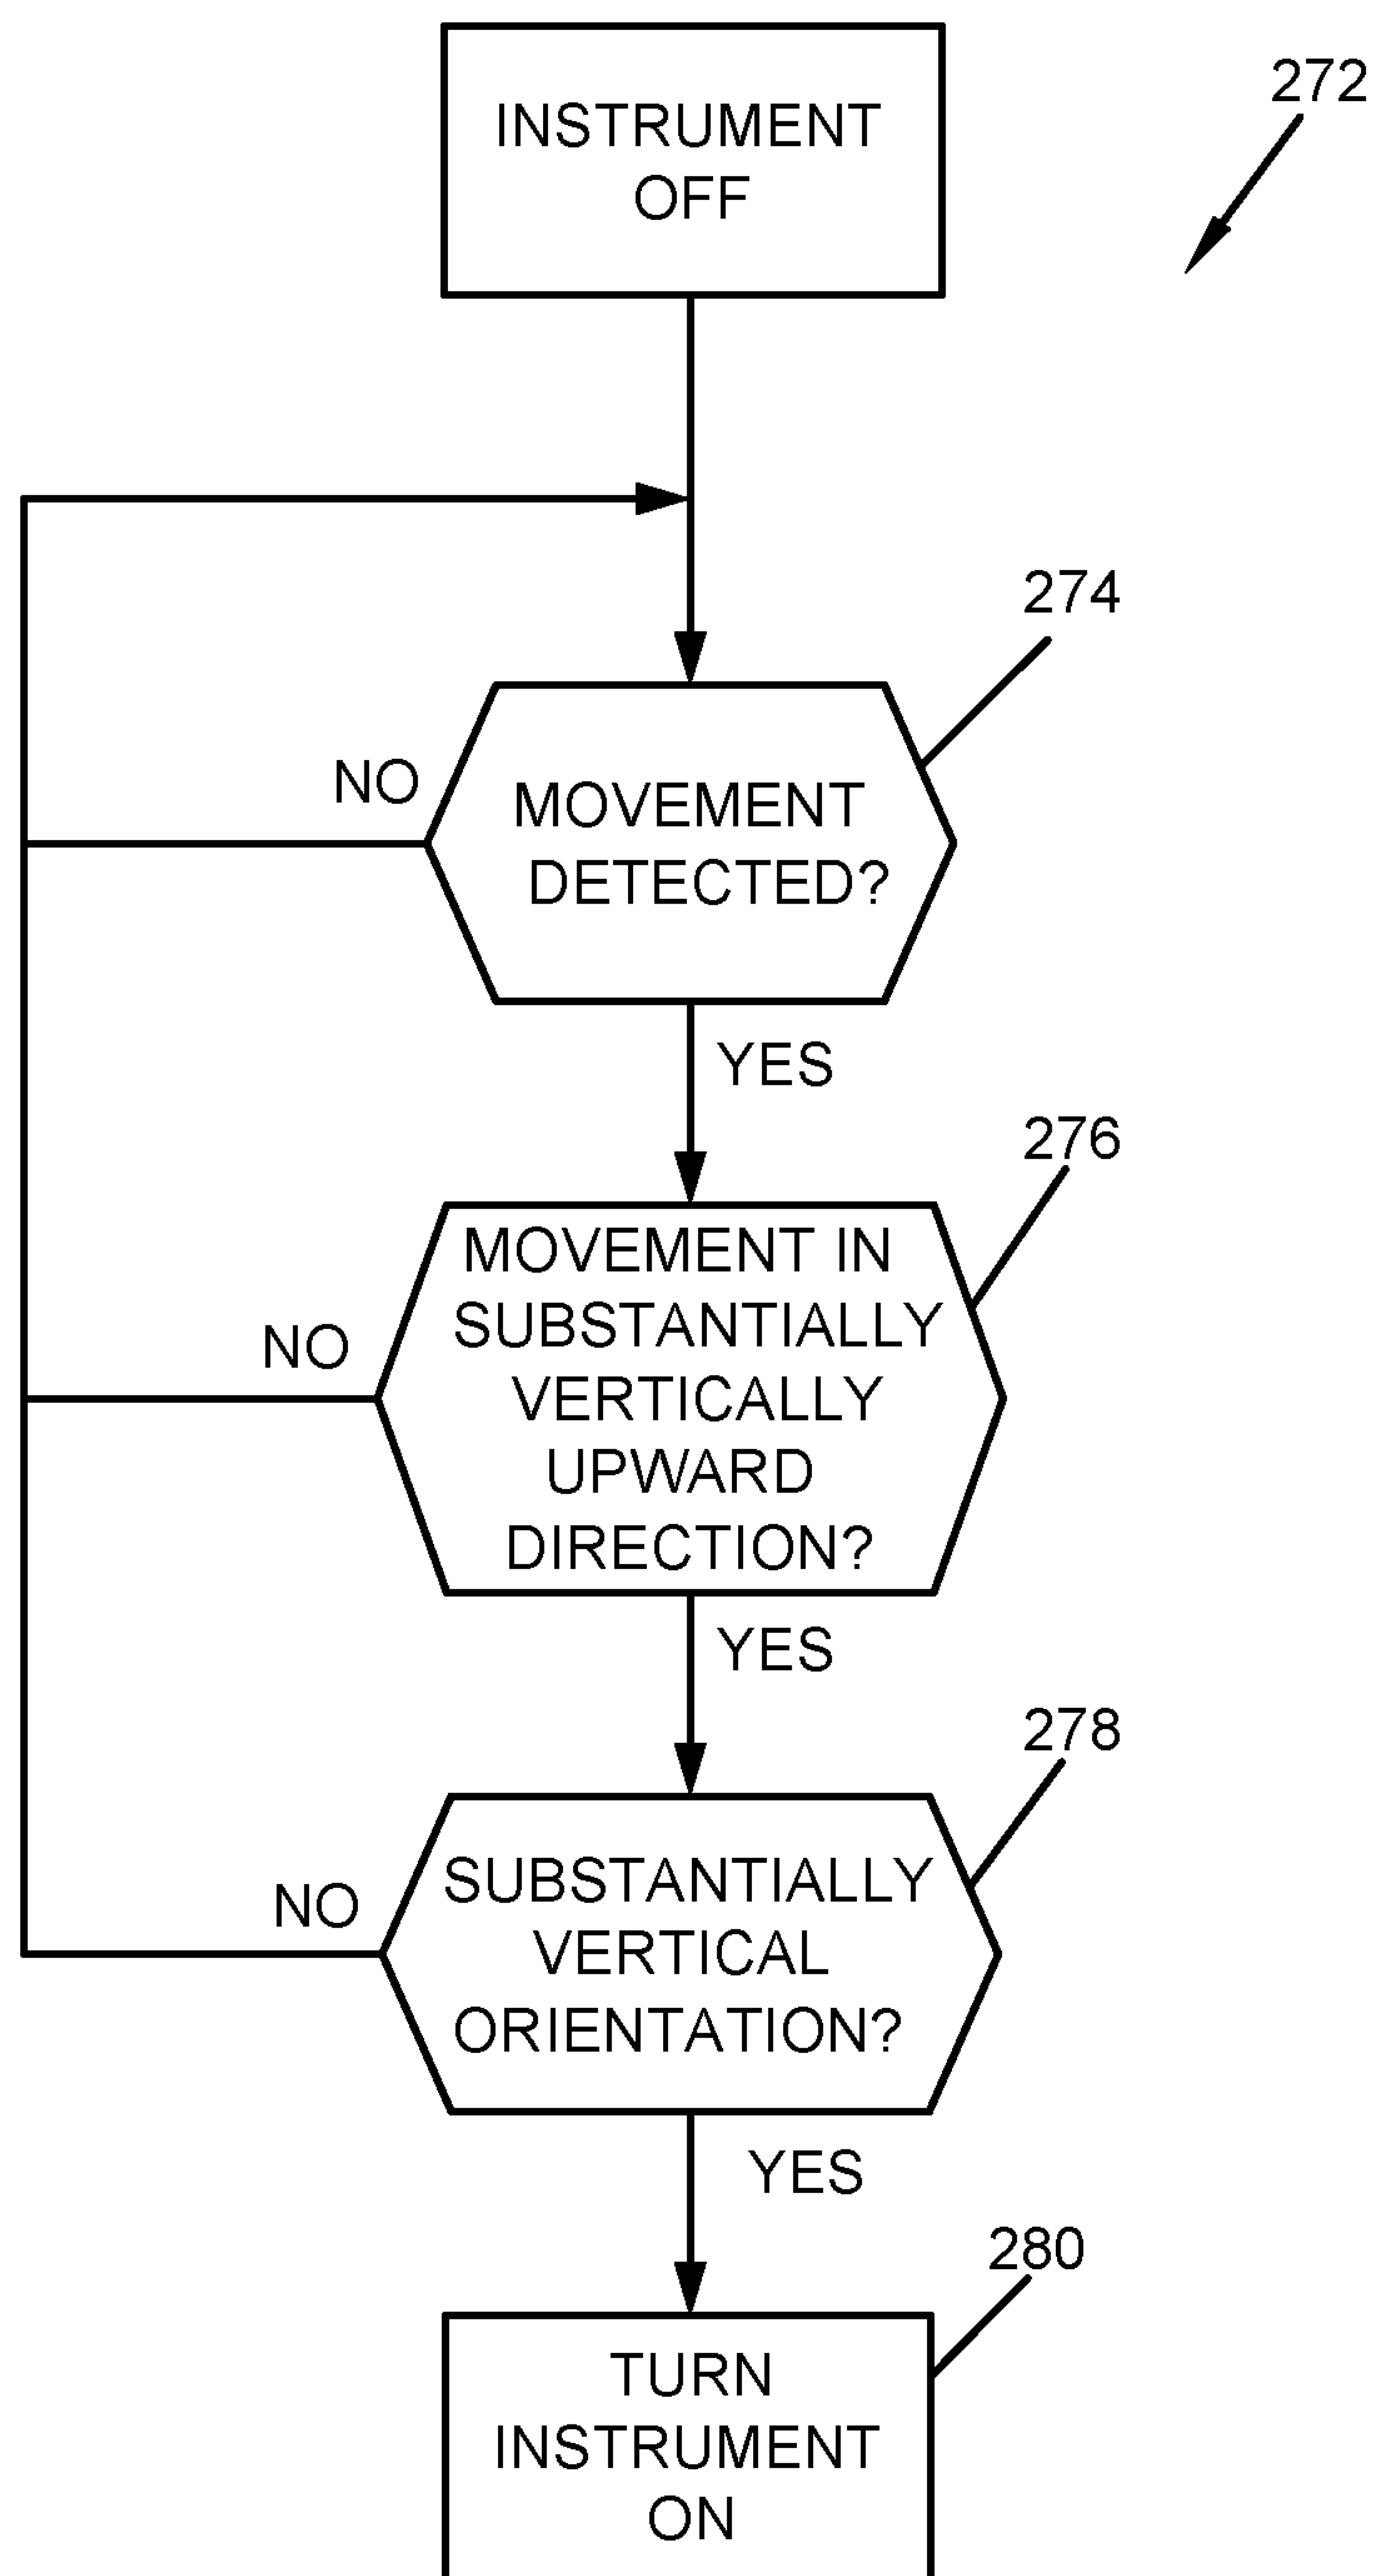 INSTRUMENT
OFF
272
274
NO
MOVEMENT
DETECTED?
YES
276
MOVEMENT IN
SUBSTANTIALLY
VERTICALLY
UPWARD
DIRECTION?
NO
YES
278
SUBSTANTIALLY
VERTICAL
ORIENTATION?
NO
YES
280
TURN
INSTRUMENT
ON